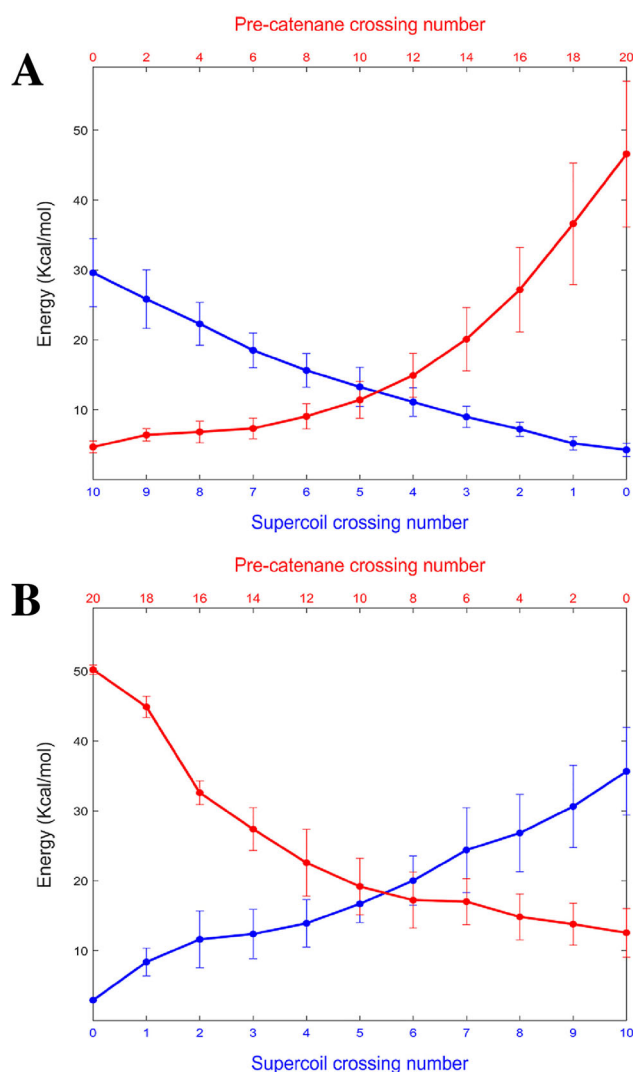 Pre-catenane crossing number
A
0 2 4 6 8 10 12 14 16 18 20
50
40
30
20
10
Energy (Kcal/mol)
10 9 8 7 6 5 4 3 2 1 0
Supercoil crossing number
Pre-catenane crossing number
B
20 18 16 14 12 10 8 6 4 2 0
50
40
30
20
10
Energy (Kcal/mol)
0 1 2 3 4 5 6 7 8 9 10
Supercoil crossing number